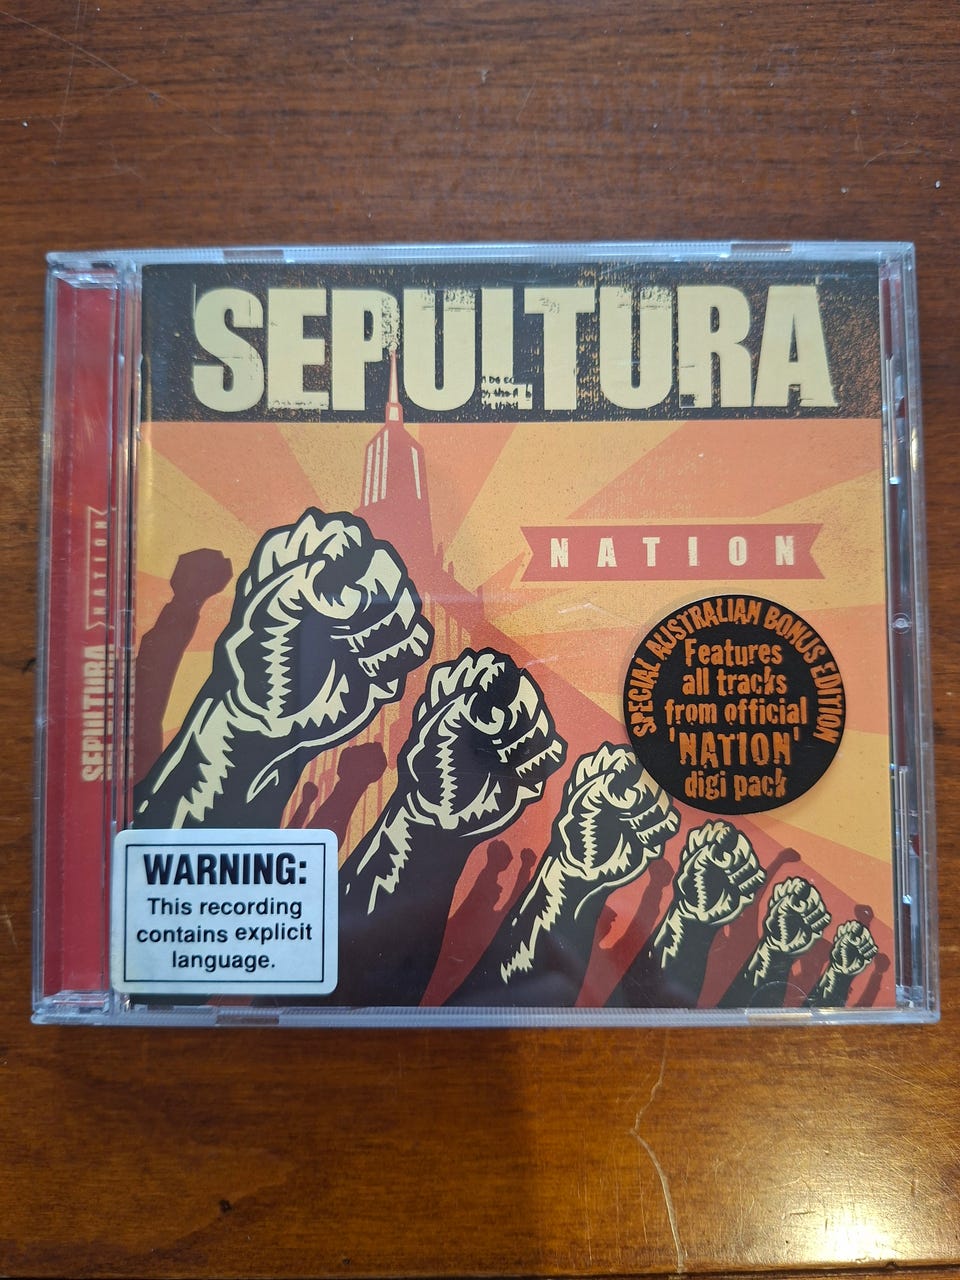 SEPULTURA
NATION
SPECIAL AUSTRALIAN BONUS EDITION
Features
all tracks
from official
'NATION'
digi pack
WARNING:
This recording
contains explicit
language.
SEPULTURA NATION